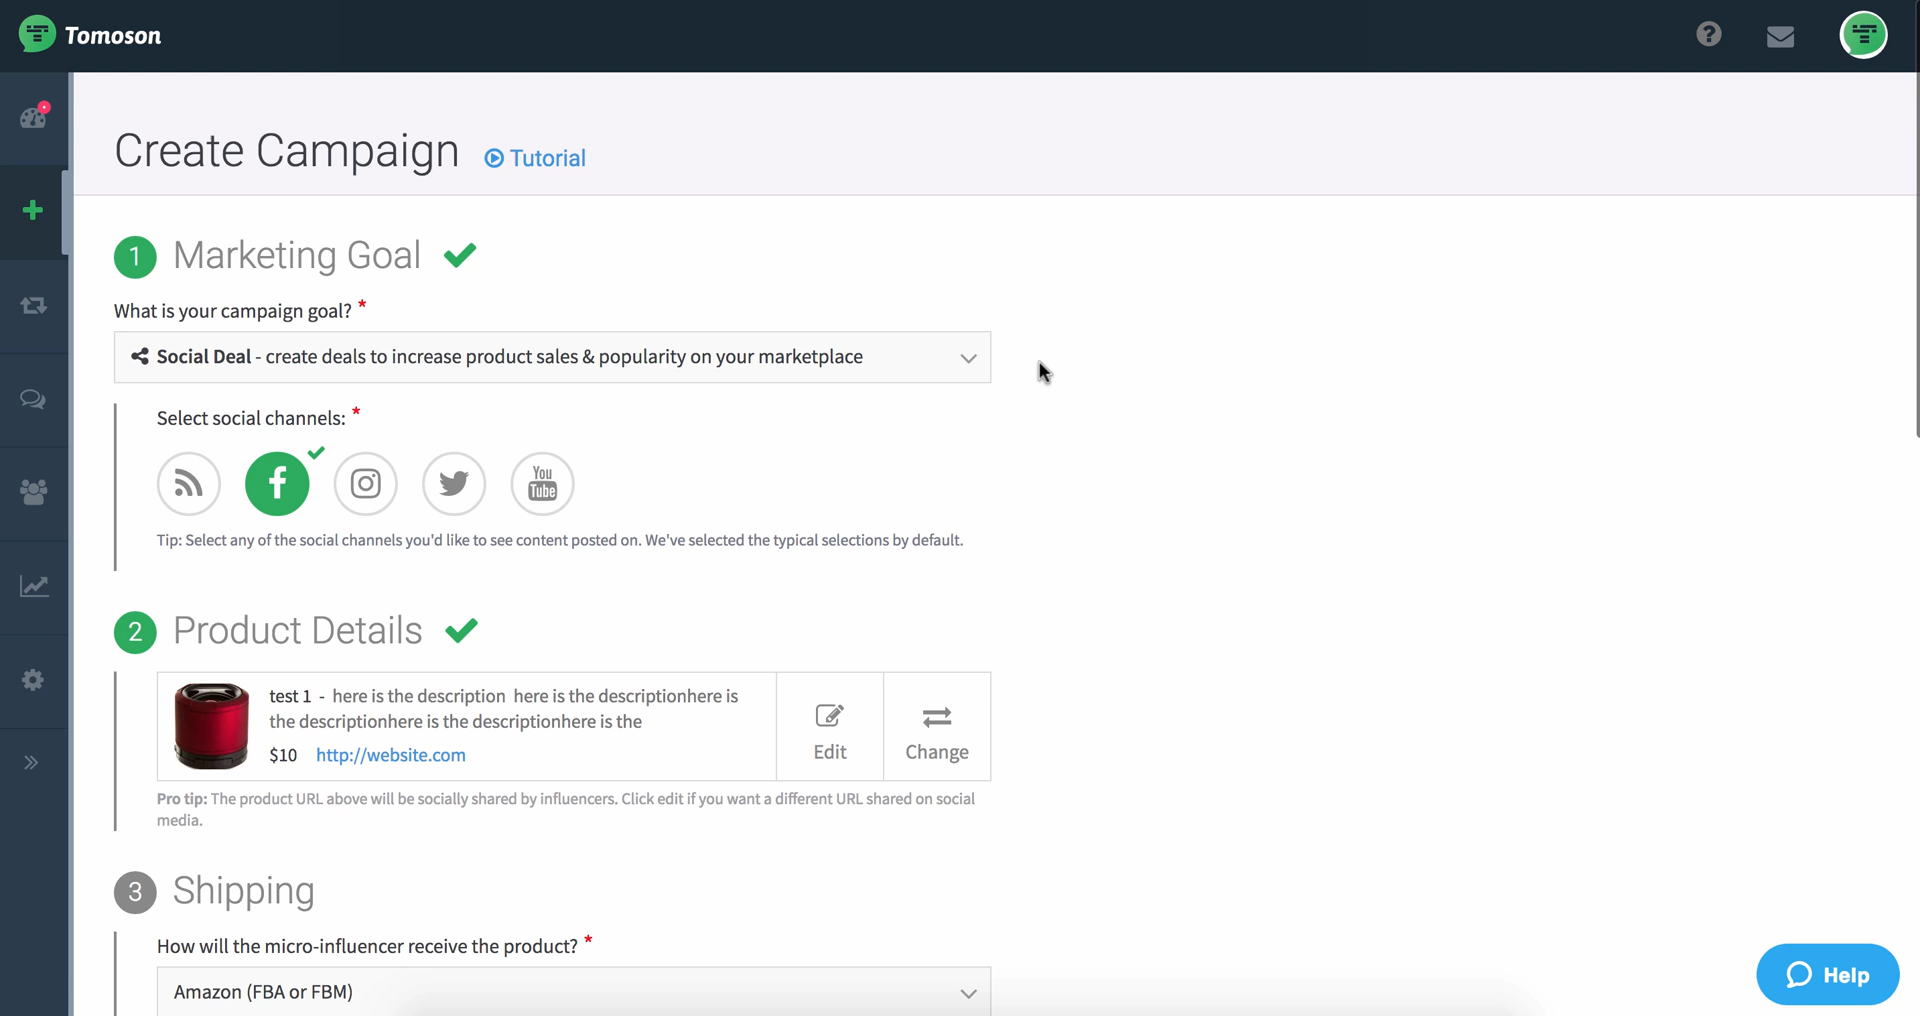 Tomoson
Create Campaign
Tutorial
1 Marketing Goal
What is your campaign goal? *
Social Deal - create deals to increase product sales & popularity on your marketplace
Select social channels: *
You
Tube
Tip: Select any of the social channels you'd like to see content posted on. We've selected the typical selections by default.
2 Product Details
test 1 - here is the description here is the descriptionhere is
the descriptionhere is the descriptionhere is the
$10 http://website.com
Edit
Change
Pro tip: The product URL above will be socially shared by influencers. Click edit if you want a different URL shared on social
media.
3 Shipping
How will the micro-influencer receive the product? *
Amazon (FBA or FBM)
Help